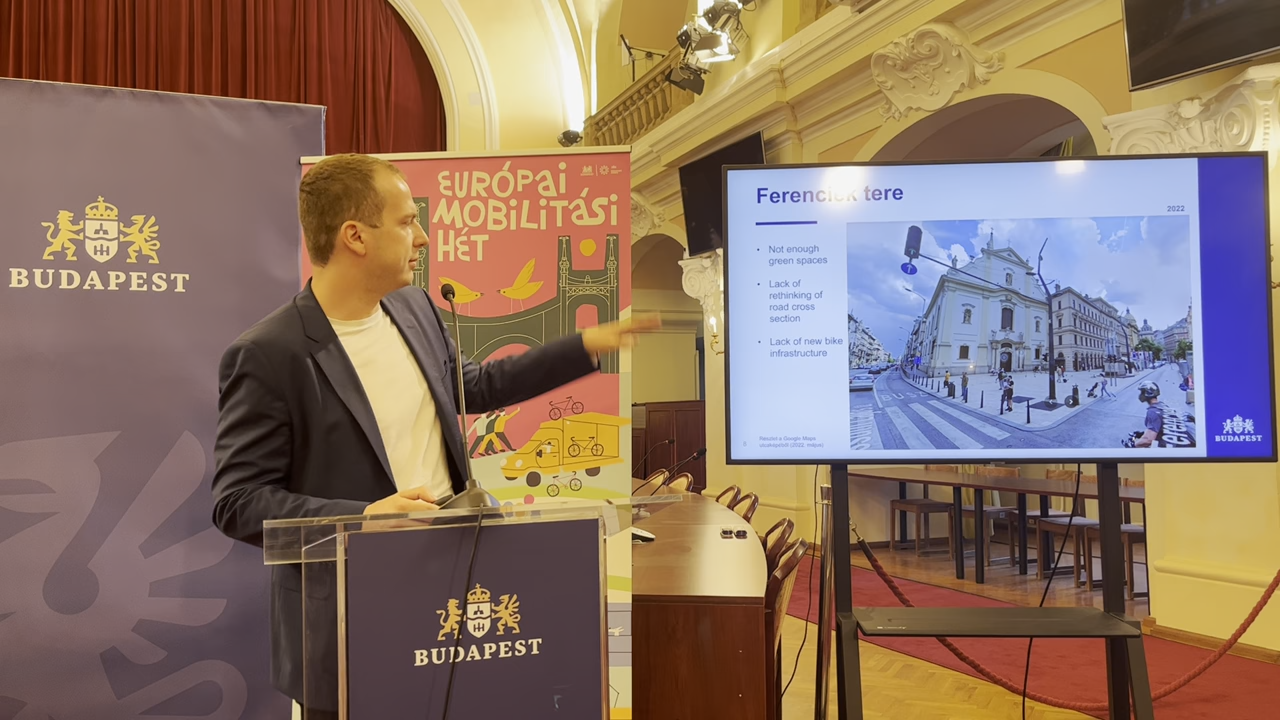 BUDAPEST
EURÓPAI
MOBILITÁSI
HÉT
BUDAPEST
Ferenciek tere
2022
Not enough
green spaces
Lack of
rethinking of
road cross
section
Lack of new bike
infrastructure
BUDAPEST